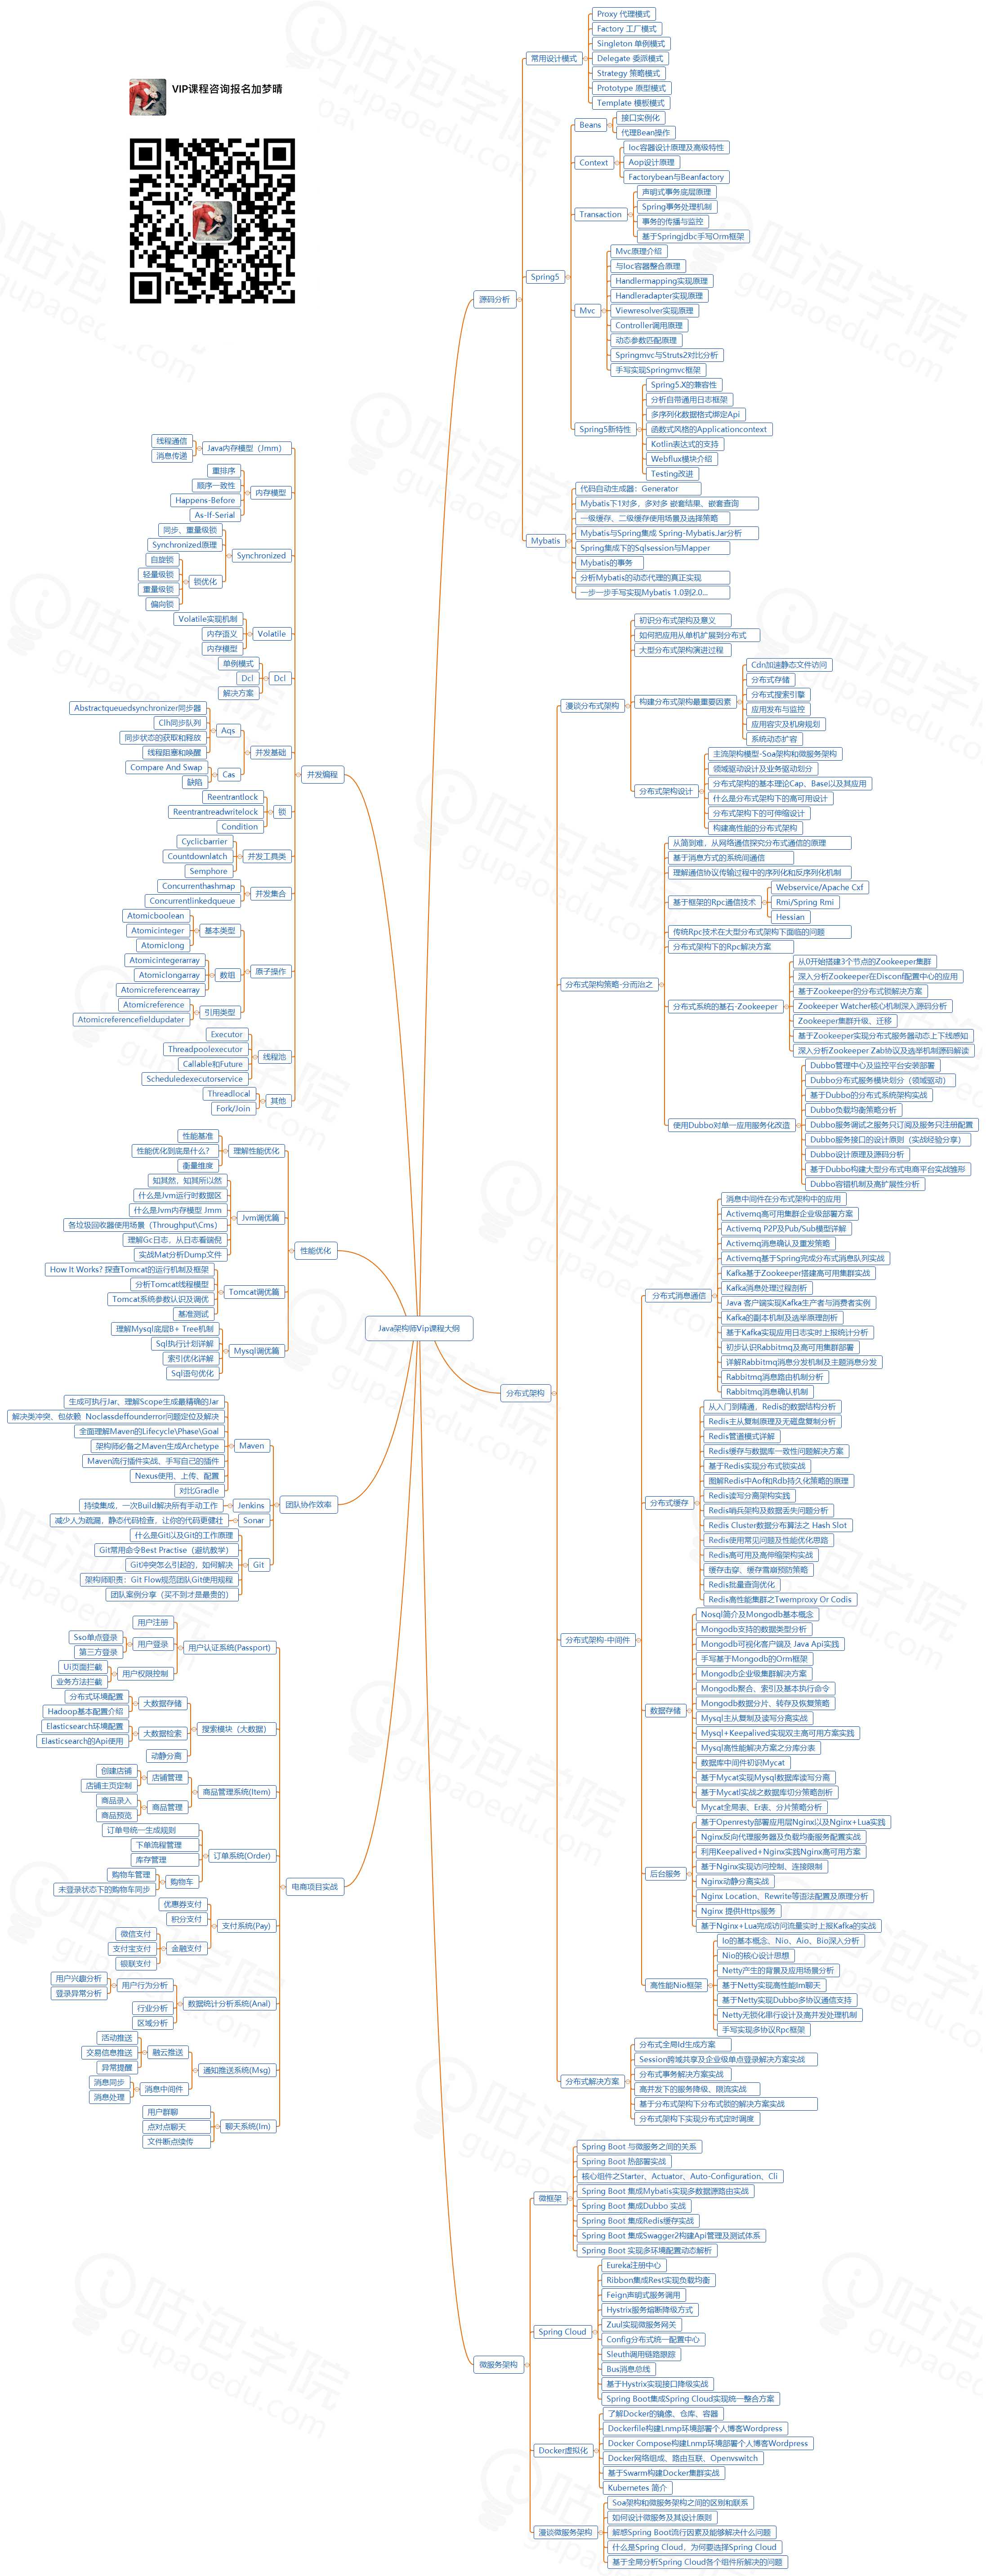 VIP课程咨询报名加梦晴
Java架构师Vip课程大纲
源码分析
常用设计模式
Proxy 代理模式
Factory 工厂模式
Singleton 单例模式
Delegate 委派模式
Strategy 策略模式
Prototype 原型模式
Template 模板模式
Spring5
Beans
接口实例化
代理Bean操作
Context
Ioc容器设计原理及高级特性
Aop设计原理
Factorybean与Beanfactory
Transaction
声明式事务底层原理
Spring事务处理机制
事务的传播与监控
基于Springjdbc手写Orm框架
Mvc
Mvc原理介绍
与Ioc容器整合原理
Handlermapping实现原理
Handleradapter实现原理
Viewresolver实现原理
Controller调用原理
动态参数匹配原理
Springmvc与Struts2对比分析
手写实现Springmvc框架
Spring5新特性
Spring5.X的兼容性
分析自带通用日志框架
多序列化数据格式绑定Api
函数式风格的Applicationcontext
Kotlin表达式的支持
Webflux模块介绍
Testing改进
Mybatis
代码自动生成器：Generator
Mybatis下1对多，多对多 嵌套结果、嵌套查询
一级缓存、二级缓存使用场景及选择策略
Mybatis与Spring集成 Spring-Mybatis.Jar分析
Spring集成下的Sqlsession与Mapper
Mybatis的事务
分析Mybatis的动态代理的真正实现
一步一步手写实现Mybatis 1.0到2.0...
分布式架构
漫谈分布式架构
初识分布式架构及意义
如何把应用从单机扩展到分布式
大型分布式架构演进过程
构建分布式架构最重要因素
Cdn加速静态文件访问
分布式存储
分布式搜索引擎
应用发布与监控
应用容灾及机房规划
系统动态扩容
分布式架构设计
主流架构模型-Soa架构和微服务架构
领域驱动设计及业务驱动划分
分布式架构的基本理论Cap、Base以及其应用
什么是分布式架构下的高可用设计
分布式架构下的可伸缩设计
构建高性能的分布式架构
分布式架构策略-分而治之
从简到难，从网络通信探究分布式通信的原理
基于消息方式的系统间通信
理解通信协议传输过程中的序列化和反序列化机制
基于框架的Rpc通信技术
Webservice/Apache Cxf
Rmi/Spring Rmi
Hessian
传统Rpc技术在大型分布式架构下面临的问题
分布式架构下的Rpc解决方案
分布式系统的基石-Zookeeper
从0开始搭建3个节点的Zookeeper集群
深入分析Zookeeper在Disconf配置中心的应用
基于Zookeeper的分布式锁解决方案
Zookeeper Watcher核心机制深入源码分析
Zookeeper集群升级、迁移
基于Zookeeper实现分布式服务器动态上下线感知
深入分析Zookeeper Zab协议及选举机制源码解读
使用Dubbo对单一应用服务化改造
Dubbo管理中心及监控平台安装部署
Dubbo分布式服务模块划分（领域驱动）
基于Dubbo的分布式系统架构实战
Dubbo负载均衡策略分析
Dubbo服务调试之服务只订阅及服务只注册配置
Dubbo服务接口的设计原则（实战经验分享）
Dubbo设计原理及源码分析
基于Dubbo构建大型分布式电商平台实战雏形
Dubbo容错机制及高扩展性分析
分布式架构-中间件
分布式消息通信
消息中间件在分布式架构中的应用
Activemq高可用集群企业级部署方案
Activemq P2P及Pub/Sub模型详解
Activemq消息确认及重发策略
Activemq基于Spring完成分布式消息队列实战
Kafka基于Zookeeper搭建高可用集群实战
Kafka消息处理过程剖析
Java 客户端实现Kafka生产者与消费者实例
Kafka的副本机制及选举原理剖析
基于Kafka实现应用日志实时上报统计分析
初步认识Rabbitmq及高可用集群部署
详解Rabbitmq消息分发机制及主题消息分发
Rabbitmq消息路由机制分析
Rabbitmq消息确认机制
分布式缓存
从入门到精通，Redis的数据结构分析
Redis主从复制原理及无磁盘复制分析
Redis管道模式详解
Redis缓存与数据库一致性问题解决方案
基于Redis实现分布式锁实战
图解Redis中Aof和Rdb持久化策略的原理
Redis读写分离架构实践
Redis哨兵架构及数据丢失问题分析
Redis Cluster数据分布算法之 Hash Slot
Redis使用常见问题及性能优化思路
Redis高可用及高伸缩架构实战
缓存击穿、缓存雪崩预防策略
Redis批量查询优化
Redis高性能集群之Twemproxy Or Codis
数据存储
Nosql简介及Mongodb基本概念
Mongodb支持的数据类型分析
Mongodb可视化客户端及 Java Api实践
手写基于Mongodb的Orm框架
Mongodb企业级集群解决方案
Mongodb聚合、索引及基本执行命令
Mongodb数据分片、转存及恢复策略
Mysql主从复制及读写分离实战
Mysql+Keepalived实现双主高可用方案实践
Mysql高性能解决方案之分库分表
数据库中间件初识Mycat
基于Mycat实现Mysql数据库读写分离
基于Mycatl实战之数据库切分策略剖析
Mycat全局表、Er表、分片策略分析
后台服务
基于Openresty部署应用层Nginx以及Nginx+Lua实践
Nginx反向代理服务器及负载均衡服务配置实战
利用Keepalived+Nginx实践Nginx高可用方案
基于Nginx实现访问控制、连接限制
Nginx动静分离实战
Nginx Location、Rewrite等语法配置及原理分析
Nginx 提供Https服务
基于Nginx+Lua完成访问流量实时上报Kafka的实战
高性能Nio框架
Io的基本概念、Nio、Aio、Bio深入分析
Nio的核心设计思想
Netty产生的背景及应用场景分析
基于Netty实现高性能Im聊天
基于Netty实现Dubbo多协议通信支持
Netty无锁化串行设计及高并发处理机制
手写实现多协议Rpc框架
分布式解决方案
分布式全局Id生成方案
Session跨域共享及企业级单点登录解决方案实战
分布式事务解决方案实战
高并发下的服务降级、限流实战
基于分布式架构下分布式锁的解决方案实战
分布式架构下实现分布式定时调度
微服务架构
微框架
Spring Boot 与微服务之间的关系
Spring Boot 热部署实战
核心组件之Starter、Actuator、Auto-Configuration、Cli
Spring Boot 集成Mybatis实现多数据源路由实战
Spring Boot 集成Dubbo 实战
Spring Boot 集成Redis缓存实战
Spring Boot 集成Swagger2构建Api管理及测试体系
Spring Boot 实现多环境配置动态解析
Spring Cloud
Eureka注册中心
Ribbon集成Rest实现负载均衡
Feign声明式服务调用
Hystrix服务熔断降级方式
Zuul实现微服务网关
Config分布式统一配置中心
Sleuth调用链路跟踪
Bus消息总线
基于Hystrix实现接口降级实战
Spring Boot集成Spring Cloud实现统一整合方案
Docker虚拟化
了解Docker的镜像、仓库、容器
Dockerfile构建Lnmp环境部署个人博客Wordpress
Docker Compose构建Lnmp环境部署个人博客Wordpress
Docker网络组成、路由互联、Openvswitch
基于Swarm构建Docker集群实战
Kubernetes 简介
漫谈微服务架构
Soa架构和微服务架构之间的区别和联系
如何设计微服务及其设计原则
解惑Spring Boot流行因素及能够解决什么问题
什么是Spring Cloud，为何要选择Spring Cloud
基于全局分析Spring Cloud各个组件所解决的问题
并发编程
Java内存模型（Jmm）
线程通信
消息传递
内存模型
重排序
顺序一致性
Happens-Before
As-If-Serial
Synchronized
同步、重量级锁
Synchronized原理
锁优化
自旋锁
轻量级锁
重量级锁
偏向锁
Volatile
Volatile实现机制
内存语义
内存模型
Dcl
单例模式
Dcl
解决方案
并发基础
Aqs
Abstractqueuedsynchronizer同步器
Clh同步队列
同步状态的获取和释放
线程阻塞和唤醒
Cas
Compare And Swap
缺陷
锁
Reentrantlock
Reentrantreadwritelock
Condition
并发工具类
Cyclicbarrier
Countdownlatch
Semphore
并发集合
Concurrenthashmap
Concurrentlinkedqueue
原子操作
基本类型
Atomicboolean
Atomicinteger
Atomiclong
数组
Atomicintegerarray
Atomiclongarray
Atomicreferencearray
引用类型
Atomicreference
Atomicreferencefieldupdater
线程池
Executor
Threadpoolexecutor
Callable和Future
Scheduledexecutorservice
其他
Threadlocal
Fork/Join
性能优化
理解性能优化
性能基准
性能优化到底是什么？
衡量维度
Jvm调优篇
知其然，知其所以然
什么是Jvm运行时数据区
什么是Jvm内存模型 Jmm
各垃圾回收器使用场景（Throughput\Cms）
理解Gc日志，从日志看端倪
实战Mat分析Dump文件
Tomcat调优篇
How It Works? 探查Tomcat的运行机制及框架
分析Tomcat线程模型
Tomcat系统参数认识及调优
基准测试
Mysql调优篇
理解Mysql底层B+ Tree机制
Sql执行计划详解
索引优化详解
Sql语句优化
团队协作效率
Maven
生成可执行Jar、理解Scope生成最精确的Jar
解决类冲突、包依赖 Noclassdeffounderror问题定位及解决
全面理解Maven的Lifecycle\Phase\Goal
架构师必备之Maven生成Archetype
Maven流行插件实战、手写自己的插件
Nexus使用、上传、配置
对比Gradle
Jenkins
持续集成，一次Build解决所有手动工作
Sonar
减少人为疏漏，静态代码检查，让你的代码更健壮
Git
什么是Git以及Git的工作原理
Git常用命令Best Practise（避坑教学）
Git冲突怎么引起的，如何解决
架构师职责：Git Flow规范团队Git使用规程
团队案例分享（买不到才是最贵的）
电商项目实战
用户认证系统(Passport)
用户注册
用户登录
Sso单点登录
第三方登录
用户权限控制
Ui页面拦截
业务方法拦截
搜索模块（大数据）
大数据存储
分布式环境配置
Hadoop基本配置介绍
大数据检索
Elasticsearch环境配置
Elasticsearch的Api使用
动静分离
商品管理系统(Item)
店铺管理
创建店铺
店铺主页定制
商品管理
商品录入
商品预览
订单系统(Order)
订单号统一生成规则
下单流程管理
库存管理
购物车
购物车管理
未登录状态下的购物车同步
支付系统(Pay)
优惠券支付
积分支付
金融支付
微信支付
支付宝支付
银联支付
数据统计分析系统(Anal)
用户行为分析
用户兴趣分析
登录异常分析
行业分析
区域分析
通知推送系统(Msg)
融云推送
活动推送
交易信息推送
异常提醒
消息中间件
消息同步
消息处理
聊天系统(Im)
用户群聊
点对点聊天
文件断点续传
咕泡学院
gupaoedu.com